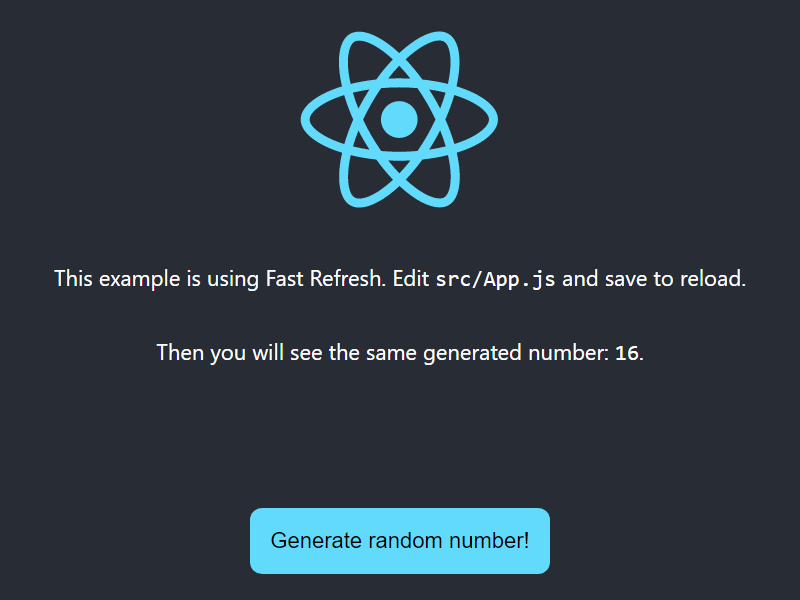 This example is using Fast Refresh. Edit src/App.js and save to reload.
Then you will see the same generated number: 16.
Generate random number!